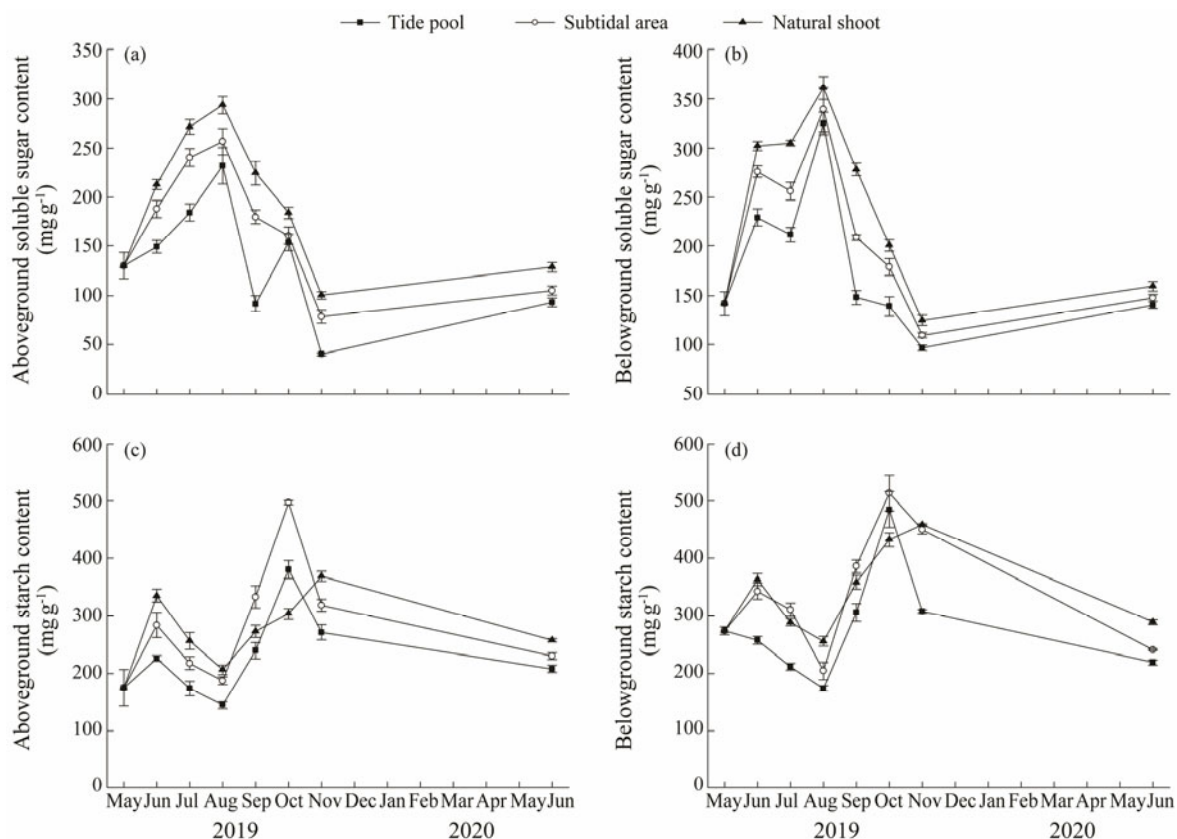 Tide pool Subtidal area Natural shoot
(a)
350
300
250
200
150
100
50
0
Aboveground soluble sugar content
(mg g-1)
(b)
400
350
300
250
200
150
100
50
Belowground soluble sugar content
(mg g-1)
(c)
600
500
400
300
200
100
0
Aboveground starch content
(mg g-1)
May Jun Jul Aug Sep Oct Nov Dec Jan Feb Mar Apr May Jun
2019 2020
(d)
600
500
400
300
200
100
0
Belowground starch content
(mg g-1)
May Jun Jul Aug Sep Oct Nov Dec Jan Feb Mar Apr May Jun
2019 2020